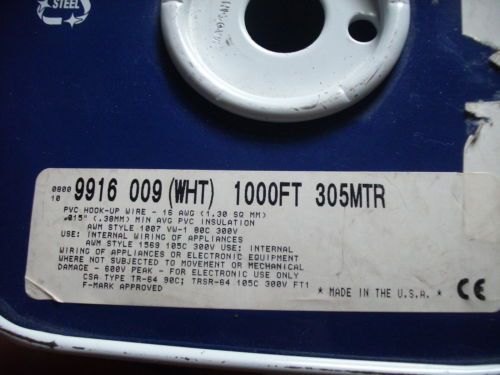 STEEL
0800
10
9916 009 (WHT) 1000FT 305MTR
PVC HOOK-UP WIRE - 16 AWG (1.30 SQ MM)
.015" (.38MM) MIN AVG PVC INSULATION
AWM STYLE 1007 VW-1 80C 300V
USE: INTERNAL WIRING OF APPLIANCES
AWM STYLE 1569 105C 300V USE: INTERNAL
WIRING OF APPLIANCES OR ELECTRONIC EQUIPMENT
WHERE NOT SUBJECTED TO MOVEMENT OR MECHANICAL
DAMAGE - 600V PEAK - FOR ELECTRONIC USE ONLY
CSA TYPE TR-64 90C; TRSR-64 105C 300V FT1
F-MARK APPROVED
* MADE IN THE U.S.A. * CE